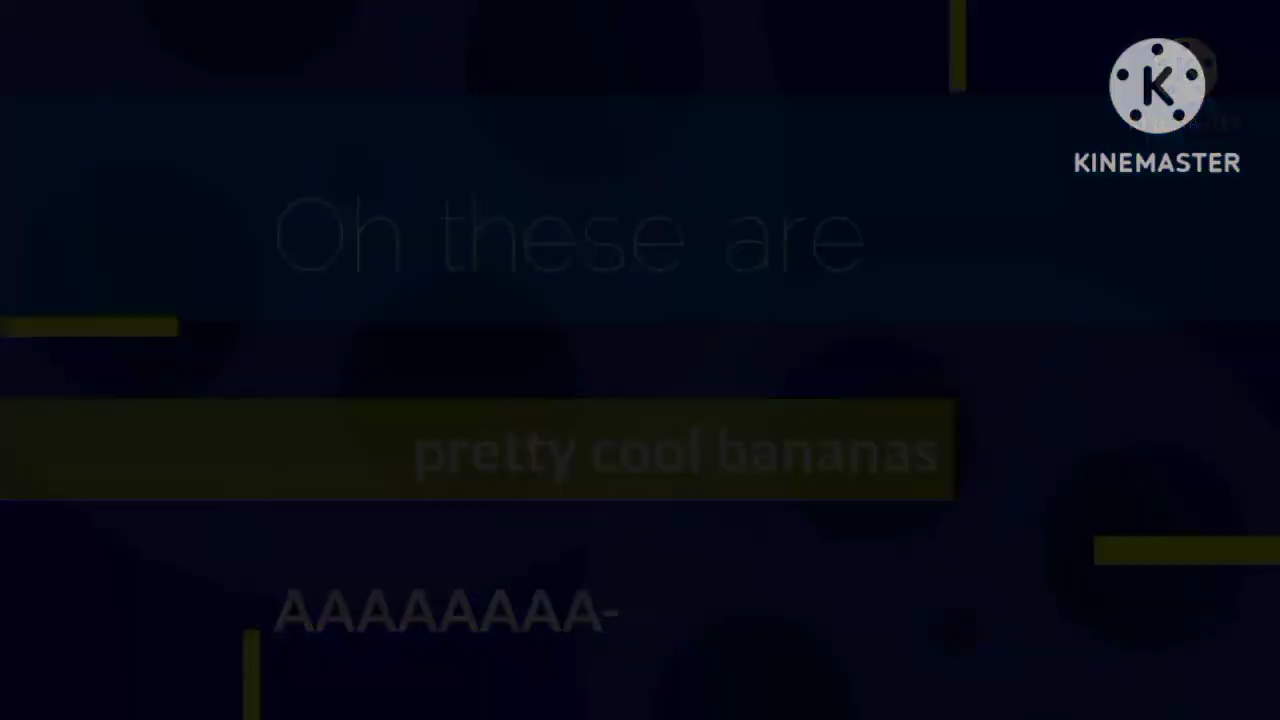 K
KINEMASTER
Oh these are
pretty cool bananas
AAAAAAAA-